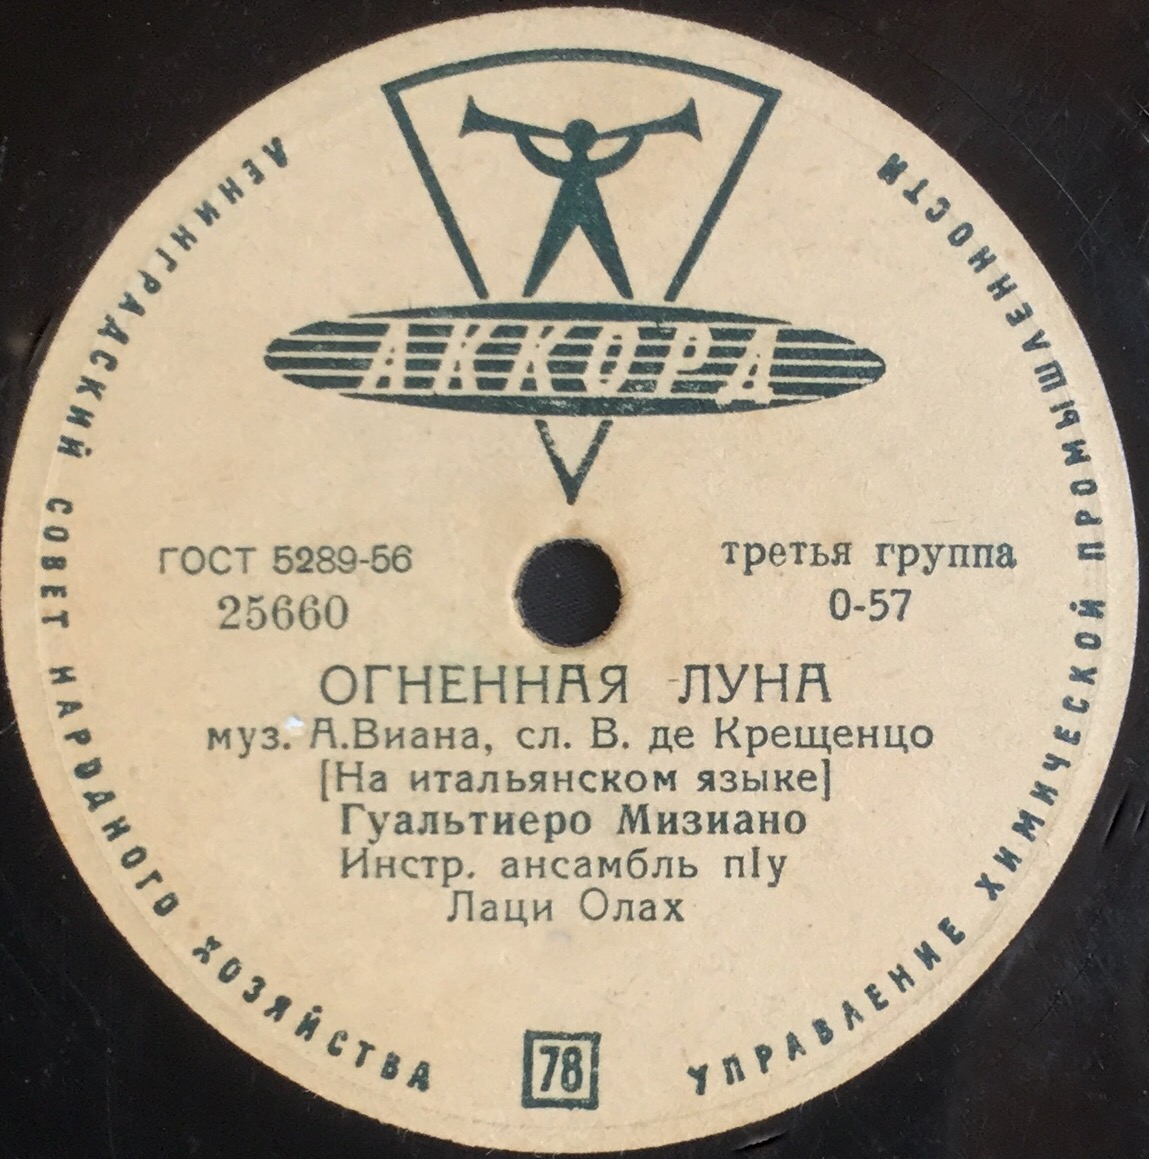 АККОРД
ЛЕНИНГРАДСКИЙ СОВЕТ НАРОДНОГО ХОЗЯЙСТВА
УПРАВЛЕНИЕ ХИМИЧЕСКОЙ ПРОМЫШЛЕННОСТИ
ГОСТ 5289-56
25660
третья группа
0-57
ОГНЕННАЯ ЛУНА
муз. А.Виана, сл. В. де Крещенцо
[На итальянском языке]
Гуальтиеро Мизиано
Инстр. ансамбль п/у
Лаци Олах
78